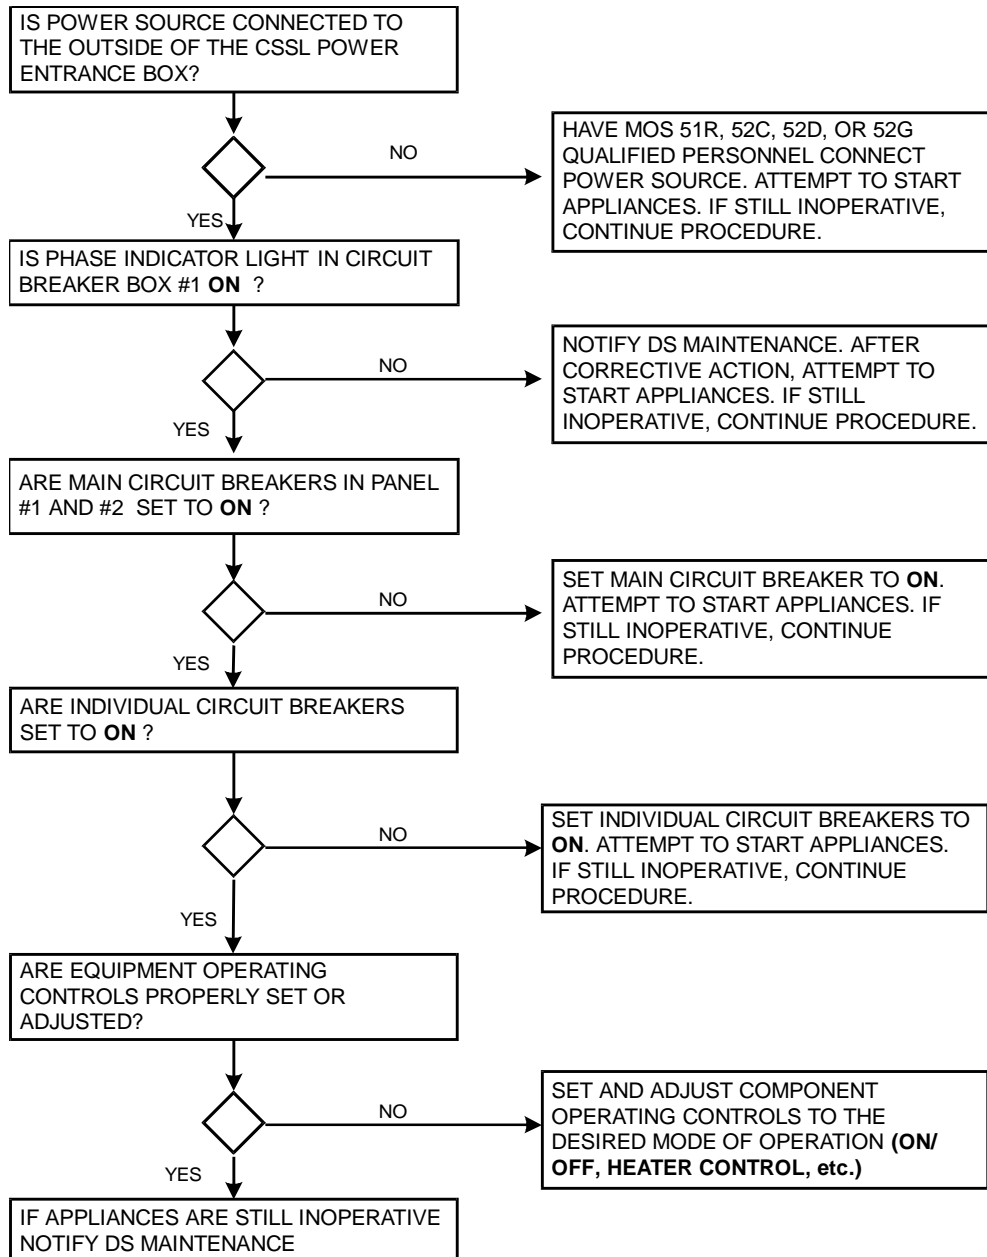 IS POWER SOURCE CONNECTED TO
THE OUTSIDE OF THE CSSL POWER
ENTRANCE BOX?
NO
HAVE MOS 51R, 52C, 52D, OR 52G
QUALIFIED PERSONNEL CONNECT
POWER SOURCE. ATTEMPT TO START
APPLIANCES. IF STILL INOPERATIVE,
CONTINUE PROCEDURE.
YES
IS PHASE INDICATOR LIGHT IN CIRCUIT
BREAKER BOX #1 ON ?
NO
NOTIFY DS MAINTENANCE. AFTER
CORRECTIVE ACTION, ATTEMPT TO
START APPLIANCES. IF STILL
INOPERATIVE, CONTINUE PROCEDURE.
YES
ARE MAIN CIRCUIT BREAKERS IN PANEL
#1 AND #2 SET TO ON ?
NO
SET MAIN CIRCUIT BREAKER TO ON.
ATTEMPT TO START APPLIANCES. IF
STILL INOPERATIVE, CONTINUE
PROCEDURE.
YES
ARE INDIVIDUAL CIRCUIT BREAKERS
SET TO ON ?
NO
SET INDIVIDUAL CIRCUIT BREAKERS TO
ON. ATTEMPT TO START APPLIANCES.
IF STILL INOPERATIVE, CONTINUE
PROCEDURE.
YES
ARE EQUIPMENT OPERATING
CONTROLS PROPERLY SET OR
ADJUSTED?
NO
SET AND ADJUST COMPONENT
OPERATING CONTROLS TO THE
DESIRED MODE OF OPERATION (ON/
OFF, HEATER CONTROL, etc.)
YES
IF APPLIANCES ARE STILL INOPERATIVE
NOTIFY DS MAINTENANCE